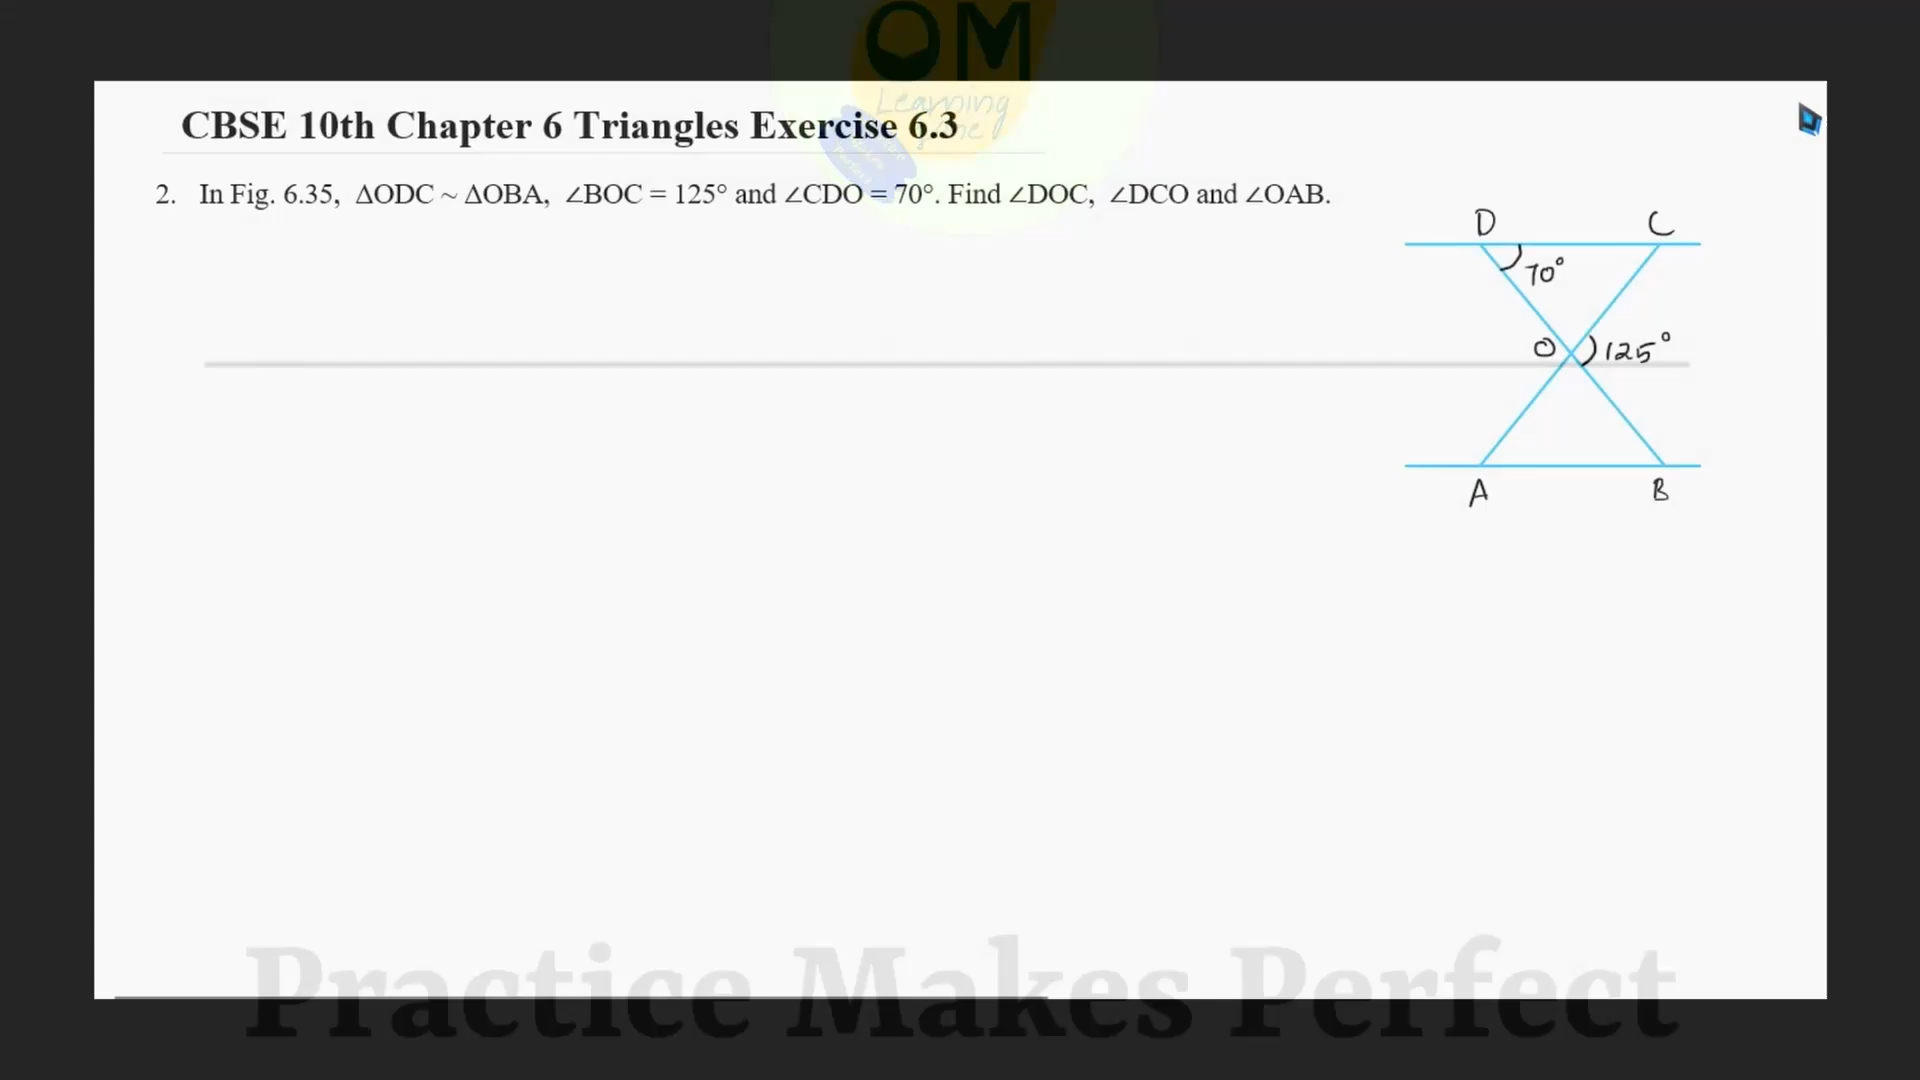 OM
Learning
CBSE 10th Chapter 6 Triangles Exercise 6.3
2. In Fig. 6.35, ΔODC ~ ΔOBA, ∠BOC = 125° and ∠CDO = 70°. Find ∠DOC, ∠DCO and ∠OAB.
D C
70°
O 125°
A B
Practice Makes Perfect